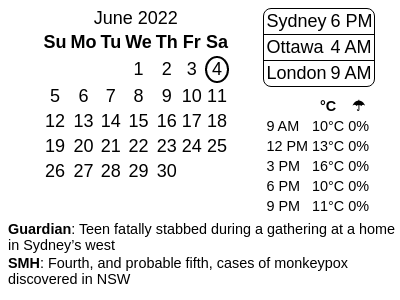 June 2022
Su Mo Tu We Th Fr Sa
1 2 3 4
5 6 7 8 9 10 11
12 13 14 15 16 17 18
19 20 21 22 23 24 25
26 27 28 29 30
Sydney 6 PM
Ottawa 4 AM
London 9 AM
°C ☂
9 AM 10°C 0%
12 PM 13°C 0%
3 PM 16°C 0%
6 PM 10°C 0%
9 PM 11°C 0%
Guardian: Teen fatally stabbed during a gathering at a home
in Sydney’s west
SMH: Fourth, and probable fifth, cases of monkeypox
discovered in NSW